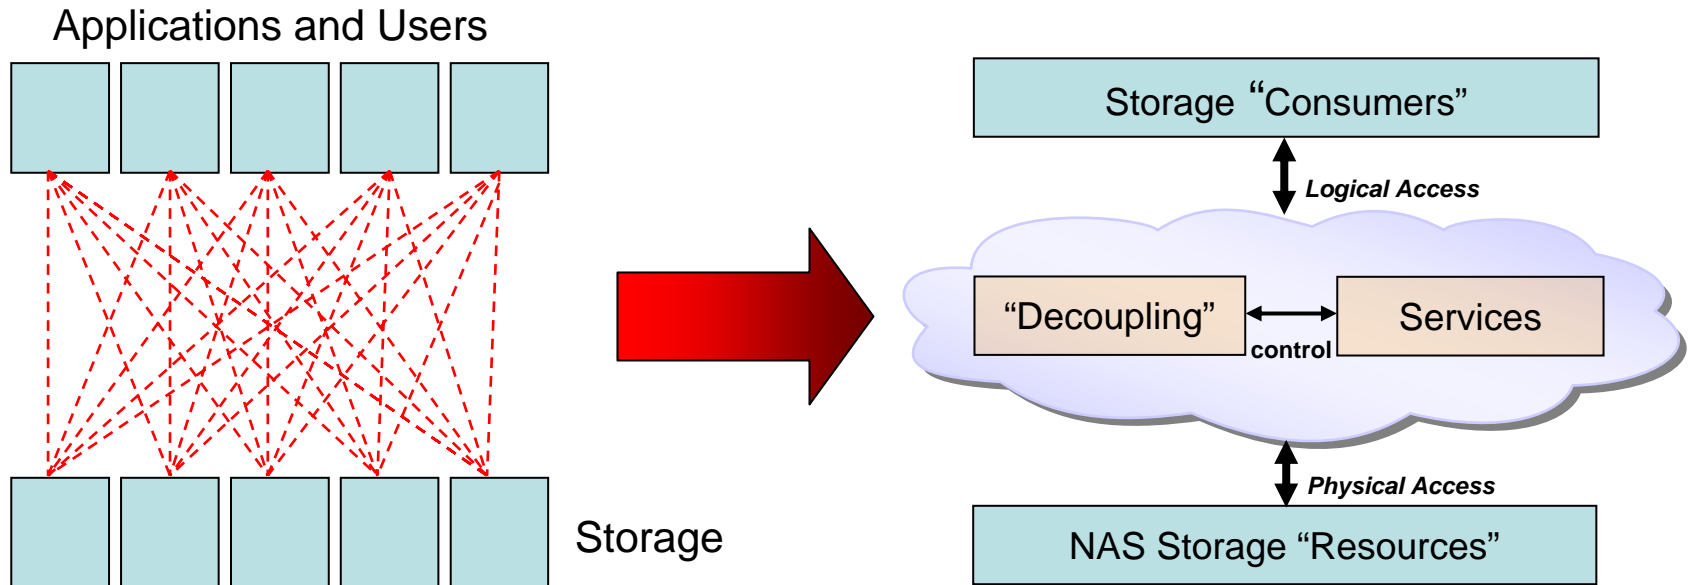 Applications and Users
Storage
Storage “Consumers”
Logical Access
“Decoupling”
control
Services
Physical Access
NAS Storage “Resources”